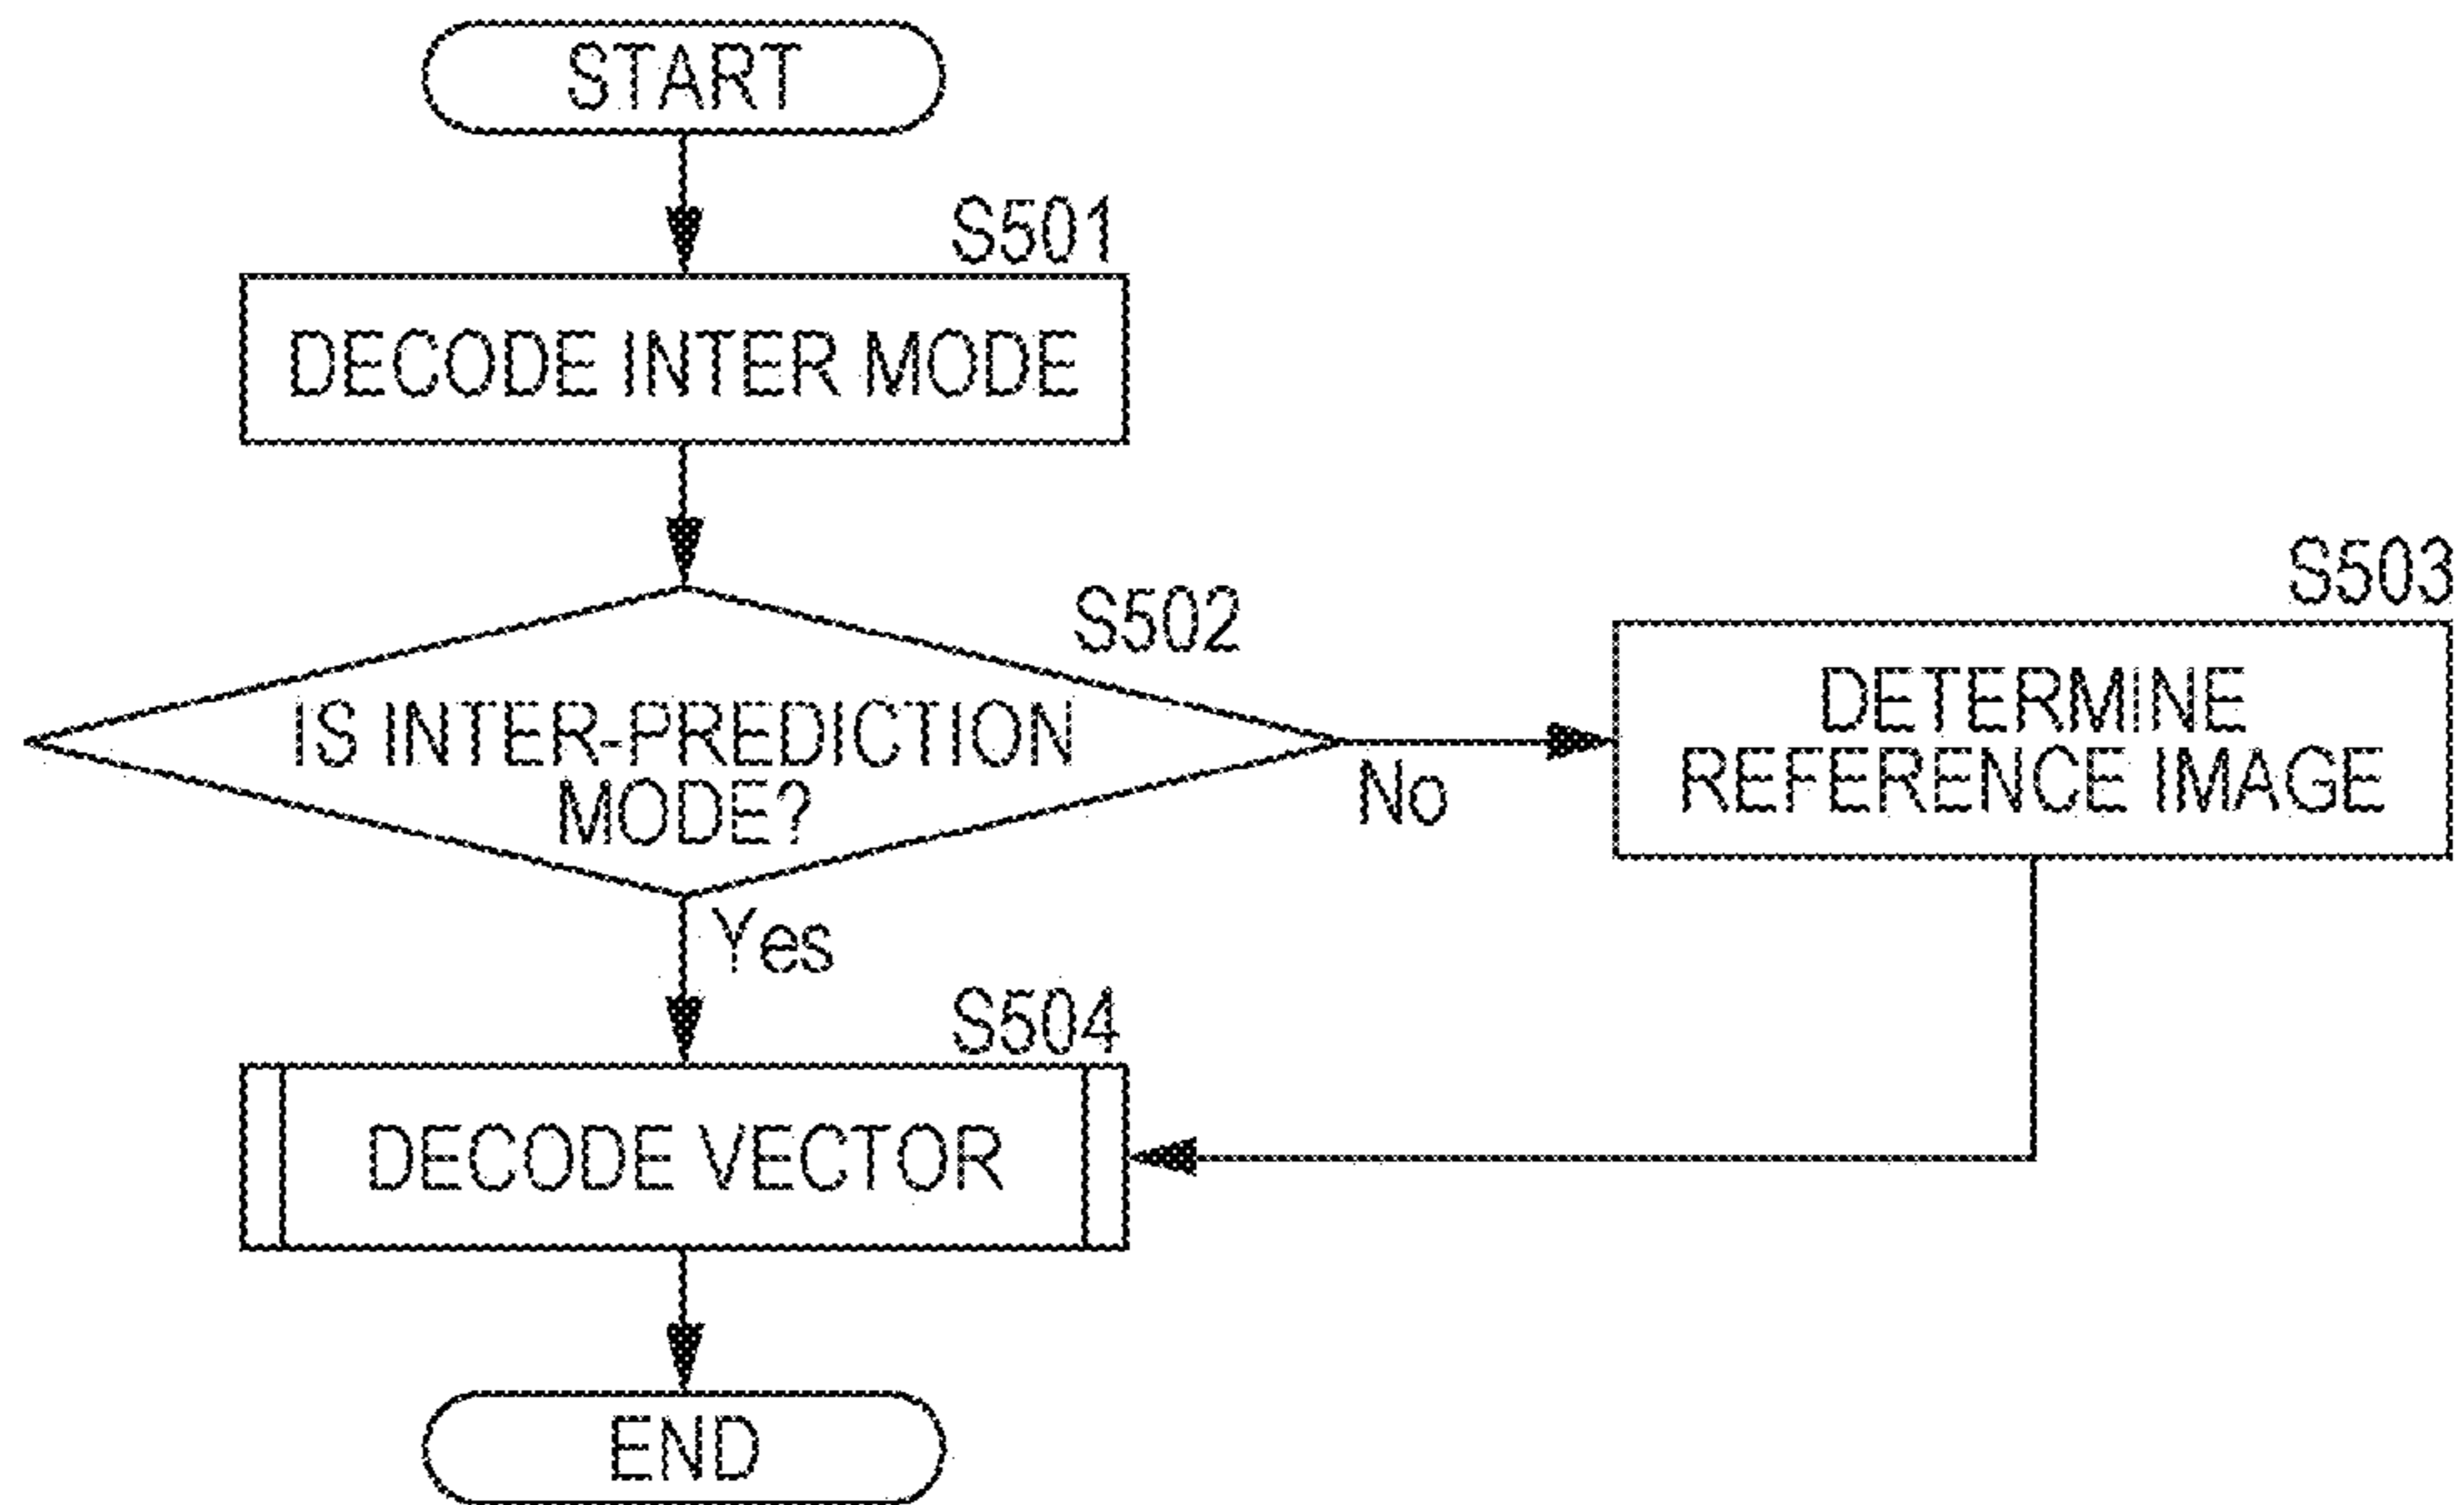 START
S501
DECODE INTER MODE
S502
IS INTER-PREDICTION
MODE?
No
S503
DETERMINE
REFERENCE IMAGE
Yes
S504
DECODE VECTOR
END